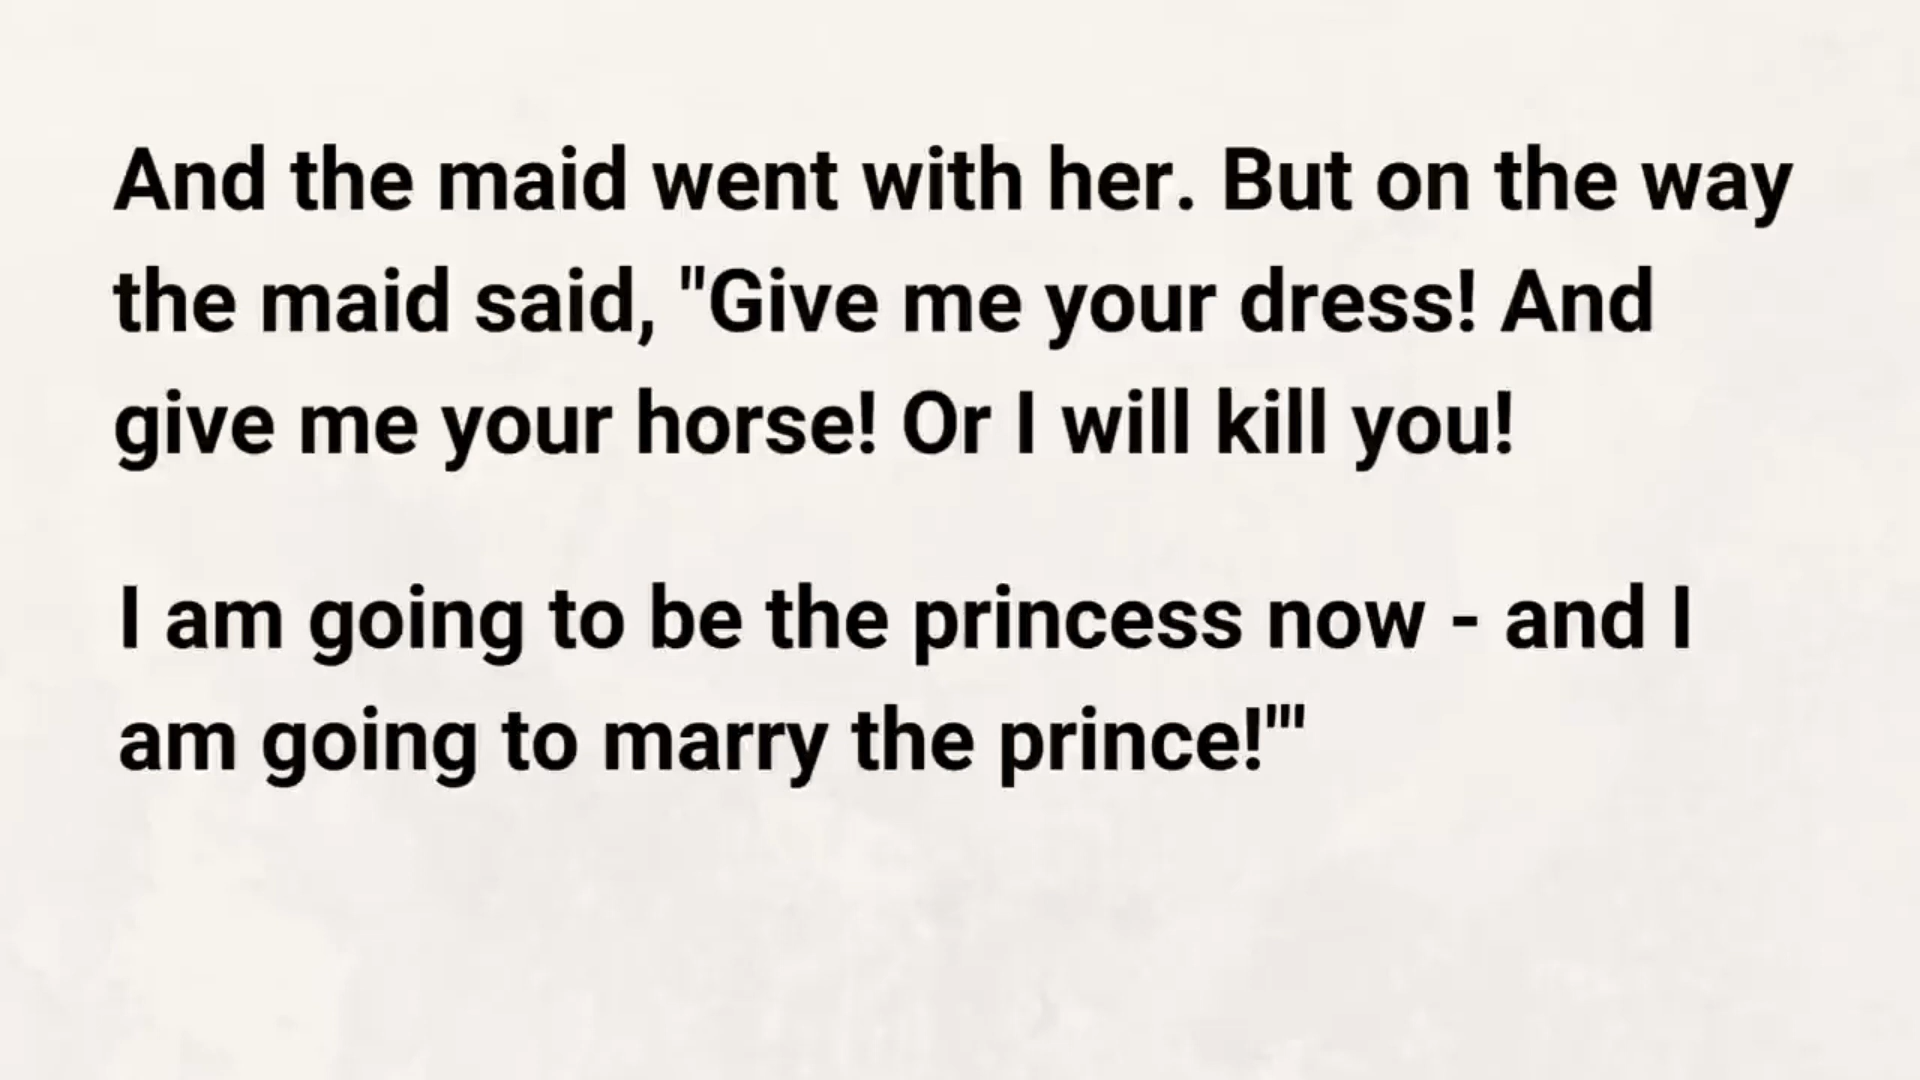 And the maid went with her. But on the way
the maid said, "Give me your dress! And
give me your horse! Or I will kill you!
I am going to be the princess now - and I
am going to marry the prince!"'